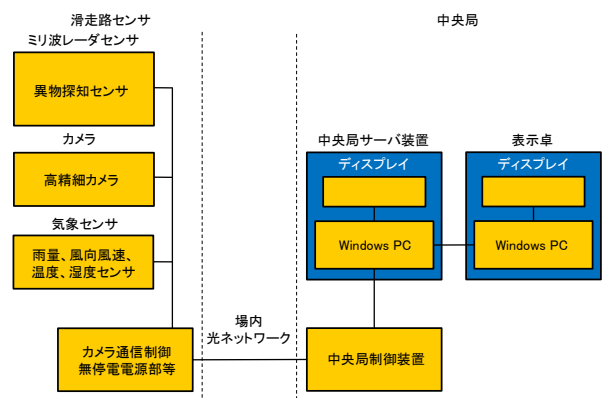 滑走路センサ
ミリ波レーダセンサ
異物探知センサ
カメラ
高精細カメラ
気象センサ
雨量、風向風速、
温度、湿度センサ
カメラ通信制御
無停電電源部等
場内
光ネットワーク
中央局
中央局サーバ装置
ディスプレイ
Windows PC
表示卓
ディスプレイ
Windows PC
中央局制御装置